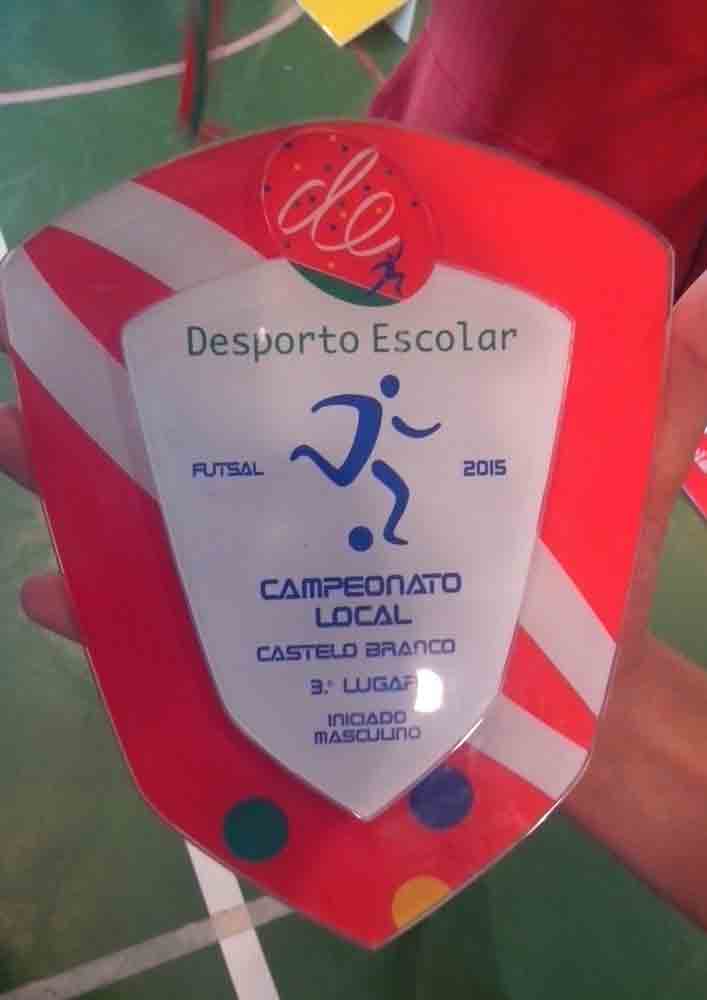 de
Desporto Escolar
FUTSAL 2015
CAMPEONATO
LOCAL
CASTELO BRANCO
3.º LUGAR
INICIADO
MASCULINO